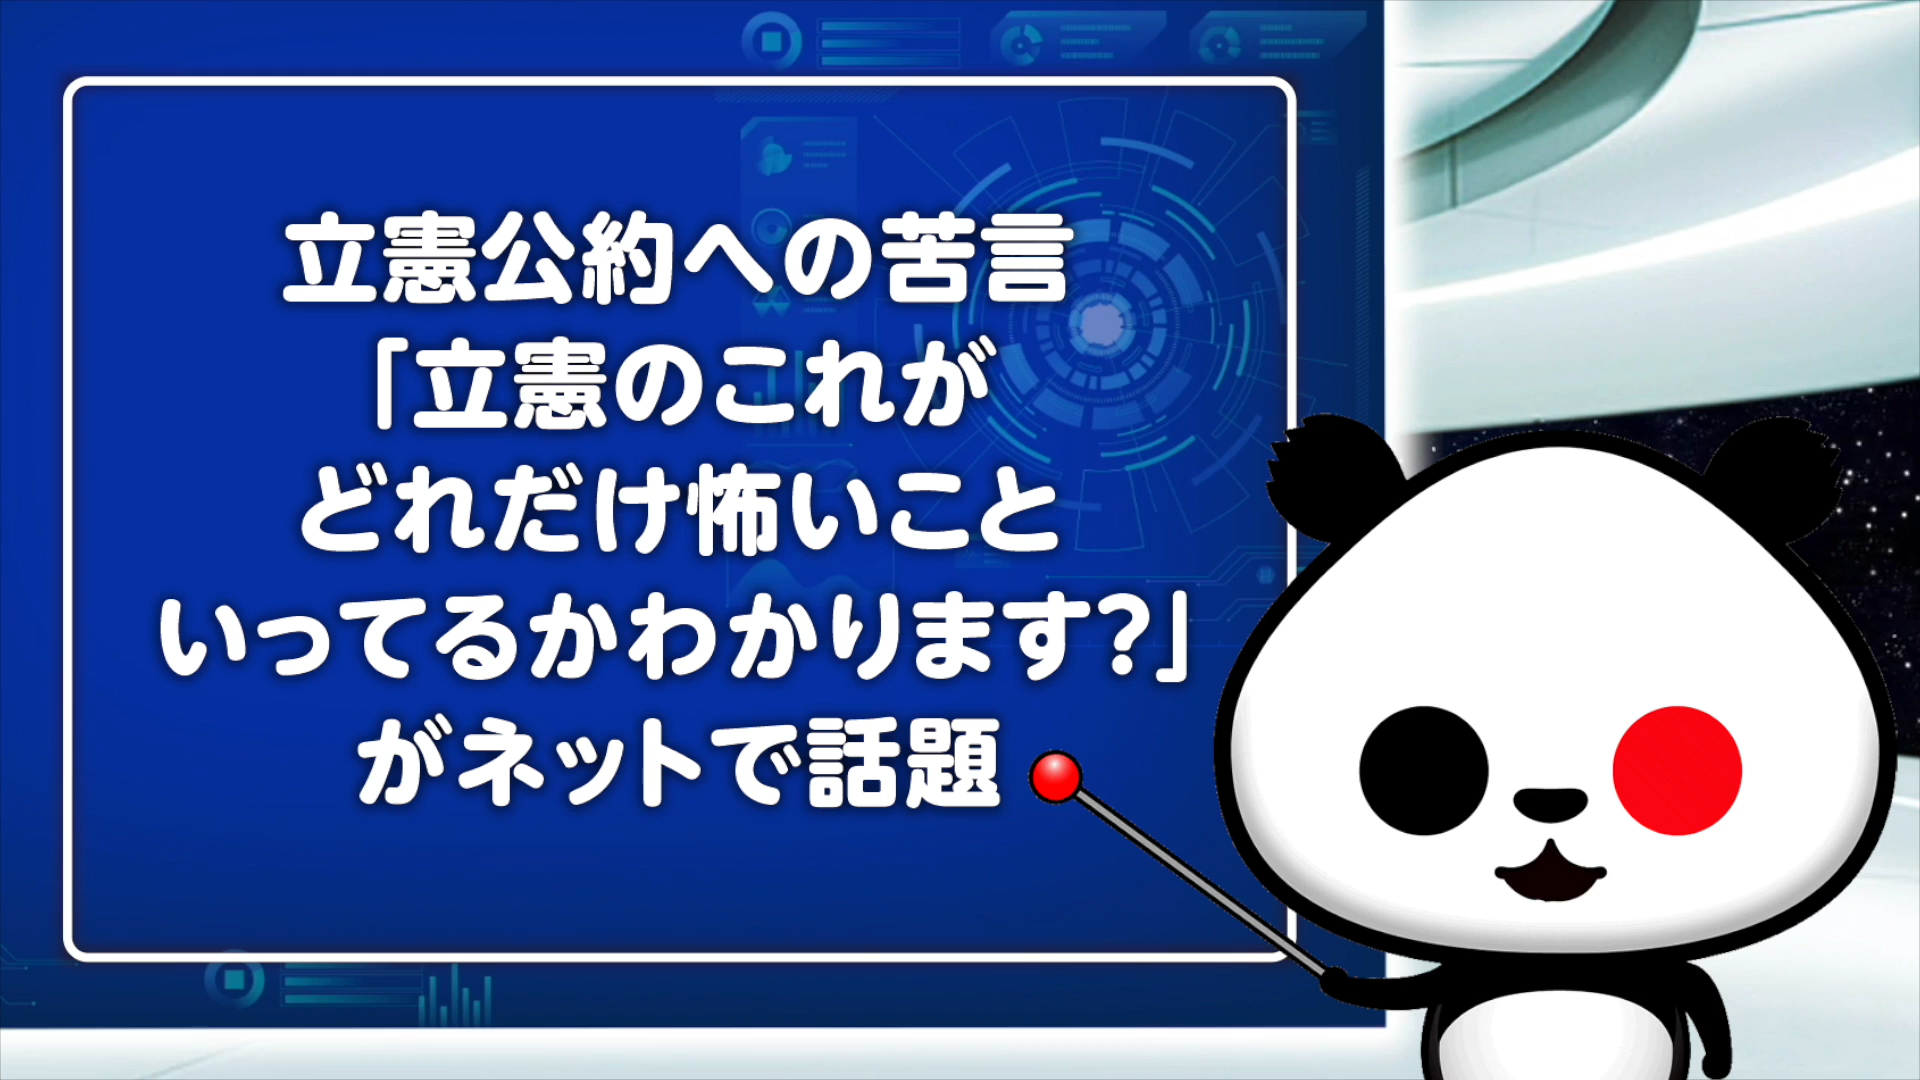 立憲公約への苦言
「立憲のこれが
どれだけ怖いこと
いってるかわかります？」
がネットで話題